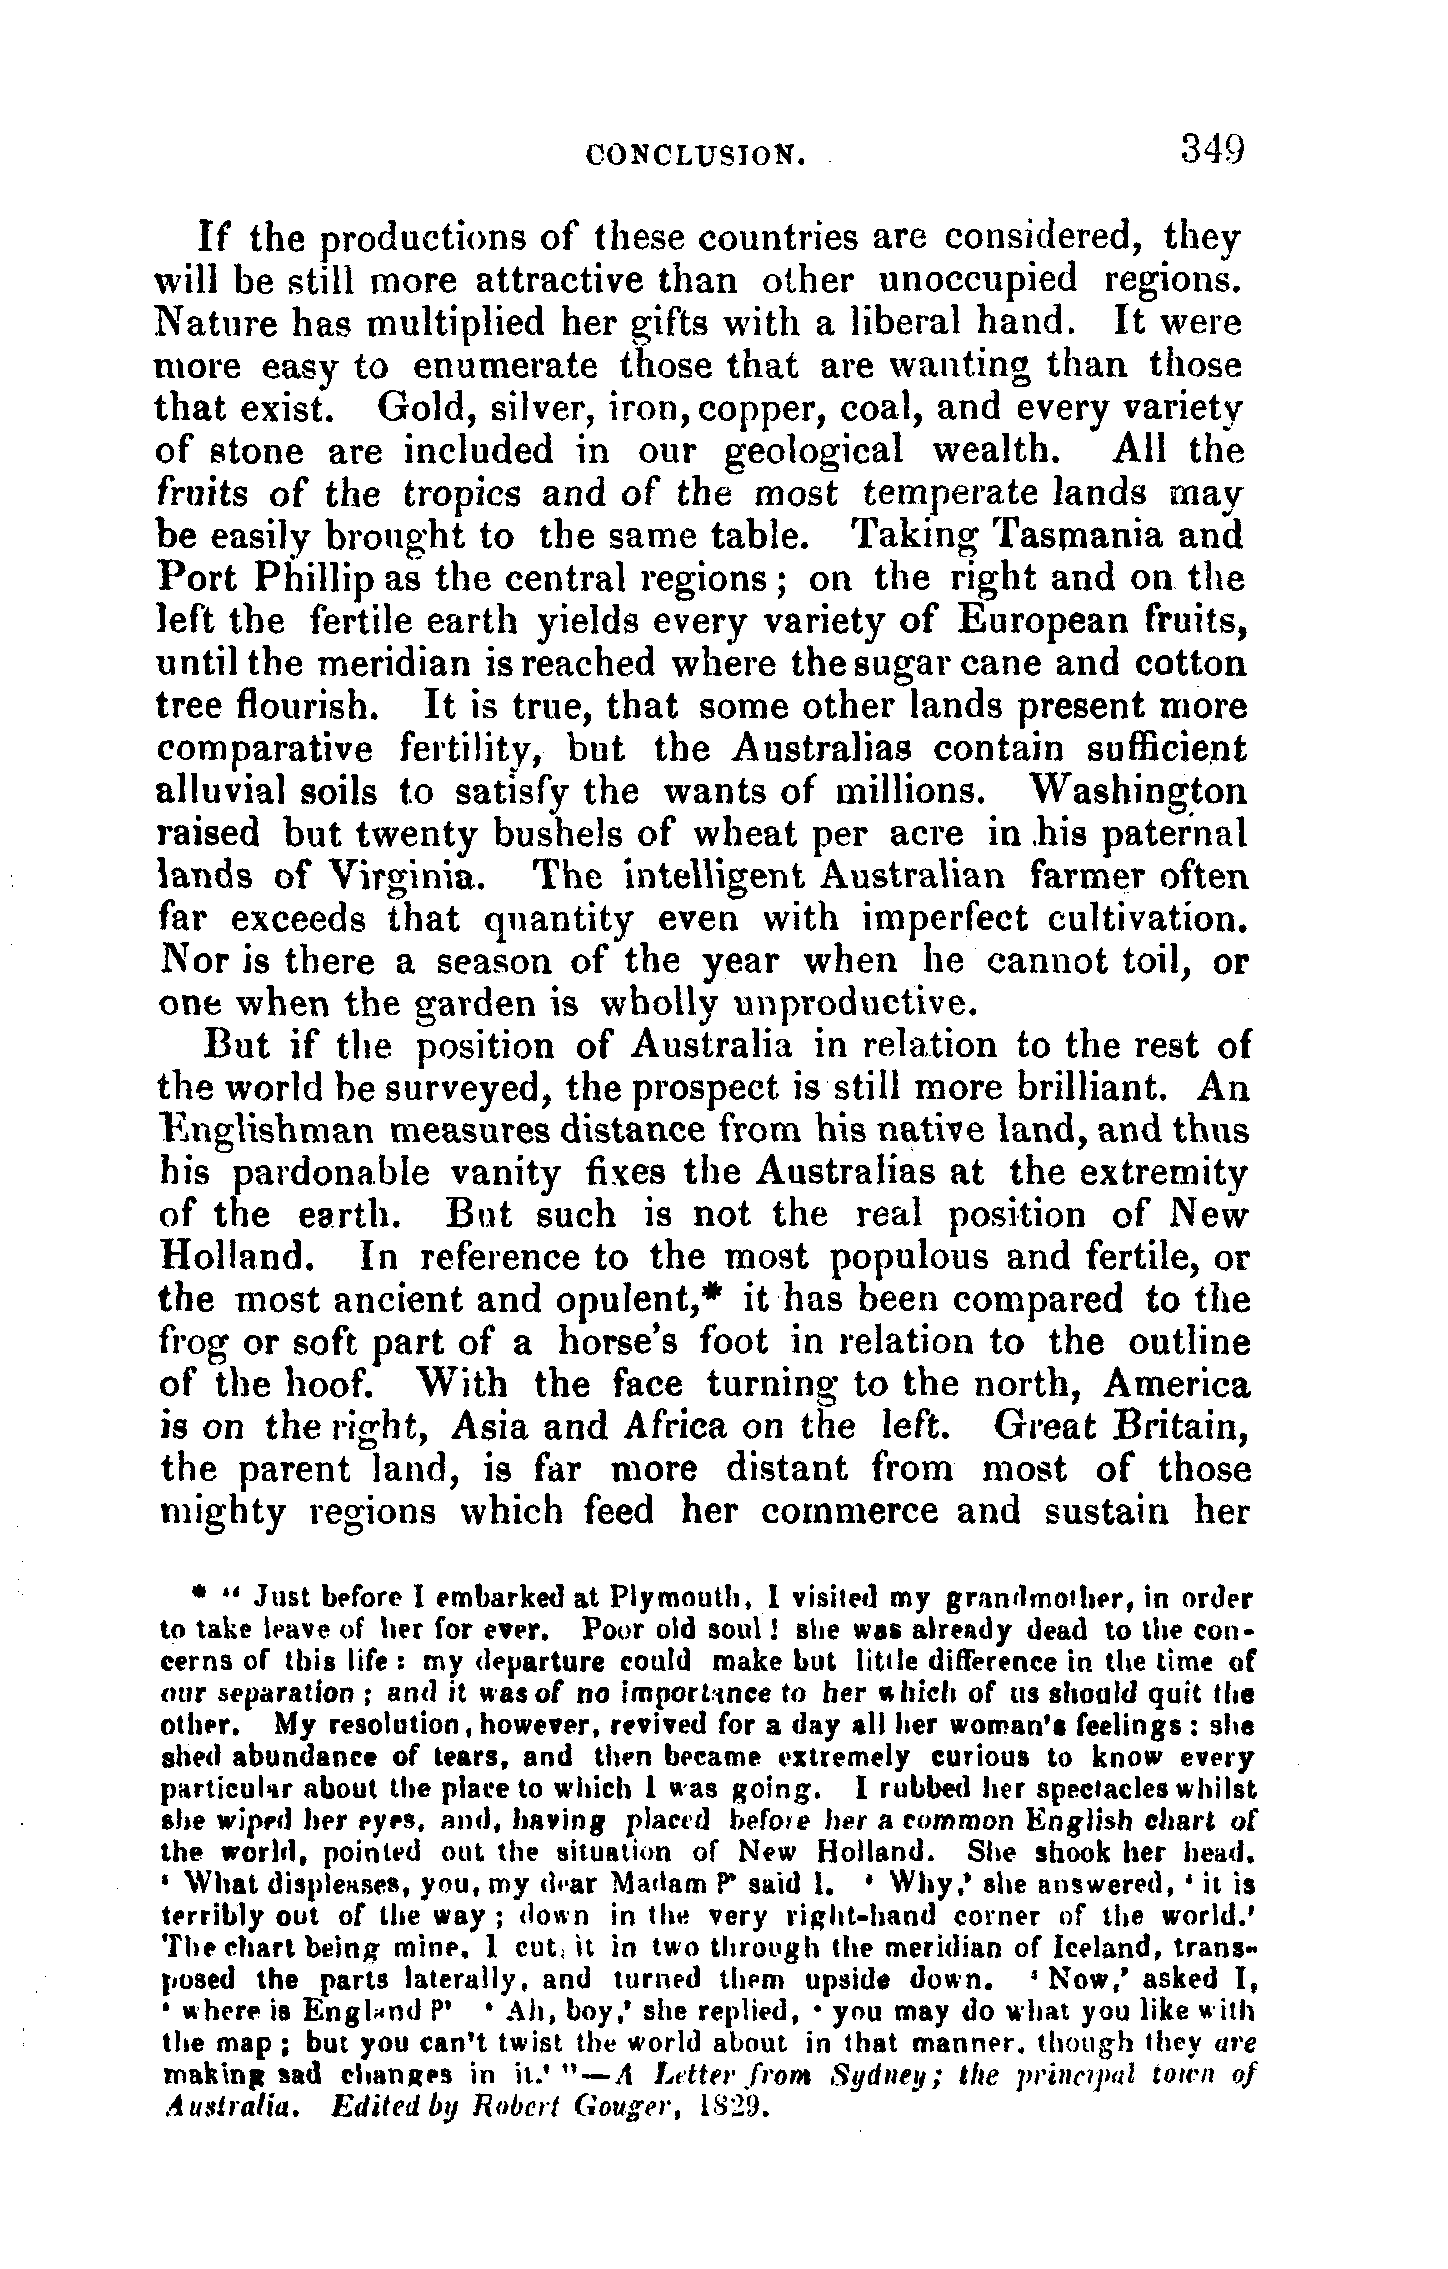 CONCLUSION. 349
If the productions of these countries are considered, they
will be still more attractive than other unoccupied regions.
Nature has multiplied her gifts with a liberal hand. It were
more easy to enumerate those that are wanting than those
that exist. Gold, silver, iron, copper, coal, and every variety
of stone are included in our geological wealth. All the
fruits of the tropics and of the most temperate lands may
be easily brought to the same table. Taking Tasmania and
Port Phillip as the central regions; on the right and on the
left the fertile earth yields every variety of European fruits,
until the meridian is reached where the sugar cane and cotton
tree flourish. It is true, that some other lands present more
comparative fertility, but the Australias contain sufficient
alluvial soils to satisfy the wants of millions. Washington
raised but twenty bushels of wheat per acre in his paternal
lands of Virginia. The intelligent Australian farmer often
far exceeds that quantity even with imperfect cultivation.
Nor is there a season of the year when he cannot toil, or
one when the garden is wholly unproductive.
But if the position of Australia in relation to the rest of
the world be surveyed, the prospect is still more brilliant. An
Englishman measures distance from his native land, and thus
his pardonable vanity fixes the Australias at the extremity
of the earth. But such is not the real position of New
Holland. In reference to the most populous and fertile, or
the most ancient and opulent,* it has been compared to the
frog or soft part of a horse's foot in relation to the outline
of the hoof. With the face turning to the north, America
is on the right, Asia and Africa on the left. Great Britain,
the parent land, is far more distant from most of those
mighty regions which feed her commerce and sustain her
* " Just before I embarked at Plymouth, I visited my grandmother, in order
to take leave of her for ever. Poor old soul! she was already dead to the con-
cerns of this life: my departure could make but little difference in the time of
our separation; and it was of no importance to her which of us should quit the
other. My resolution, however, revived for a day all her woman's feelings: she
shed abundance of tears, and then became extremely curious to know every
particular about the place to which I was going. I rubbed her spectacles whilst
she wiped her eyes, and, having placed before her a common English chart of
the world, pointed out the situation of New Holland. She shook her head.
' What displeases, you, my dear Madam?' said I. ' Why,' she answered, ' it is
terribly out of the way; down in the very right-hand corner of the world.'
The chart being mine, I cut it in two through the meridian of Iceland, trans-
posed the parts laterally, and turned them upside down. ' Now,' asked I,
' where is England?' ' Ah, boy,' she replied, ' you may do what you like with
the map; but you can't twist the world about in that manner, though they are
making sad changes in it.' "—A Letter from Sydney; the principal town of
Australia. Edited by Robert Gouger, 1829.